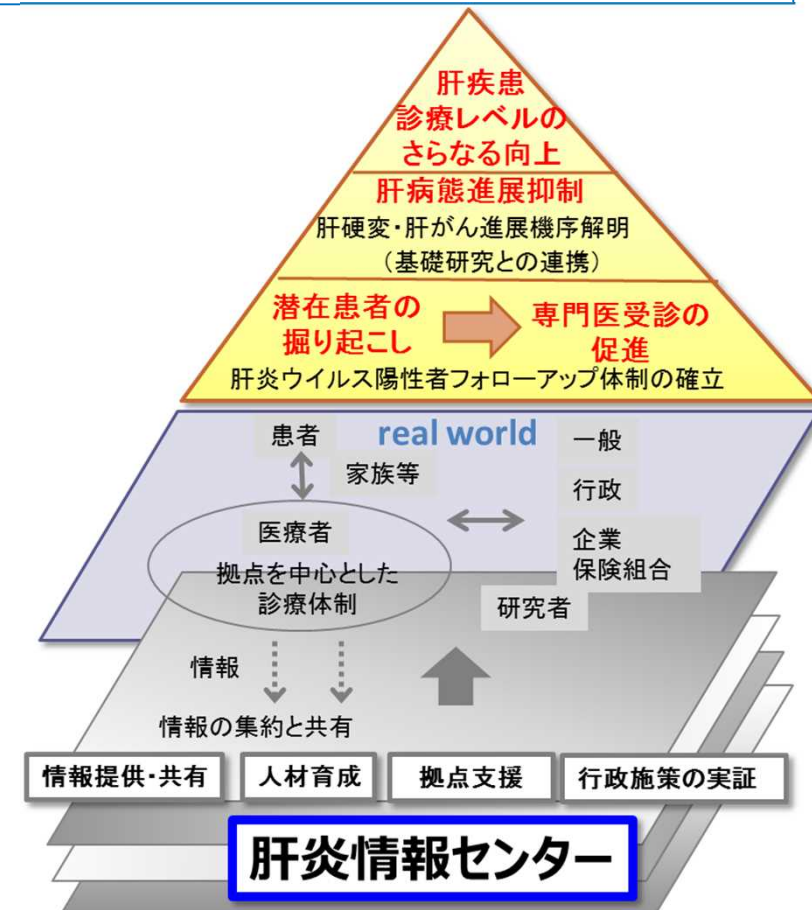 肝疾患
診療レベルの
さらなる向上
肝病態進展抑制
肝硬変・肝がん進展機序解明
（基礎研究との連携）
潜在患者の
掘り起こし
専門医受診の
促進
肝炎ウイルス陽性者フォローアップ体制の確立
患者
real world
一般
家族等
行政
医療者
企業
保険組合
拠点を中心とした
診療体制
研究者
情報
情報の集約と共有
情報提供・共有
人材育成
拠点支援
行政施策の実証
肝炎情報センター